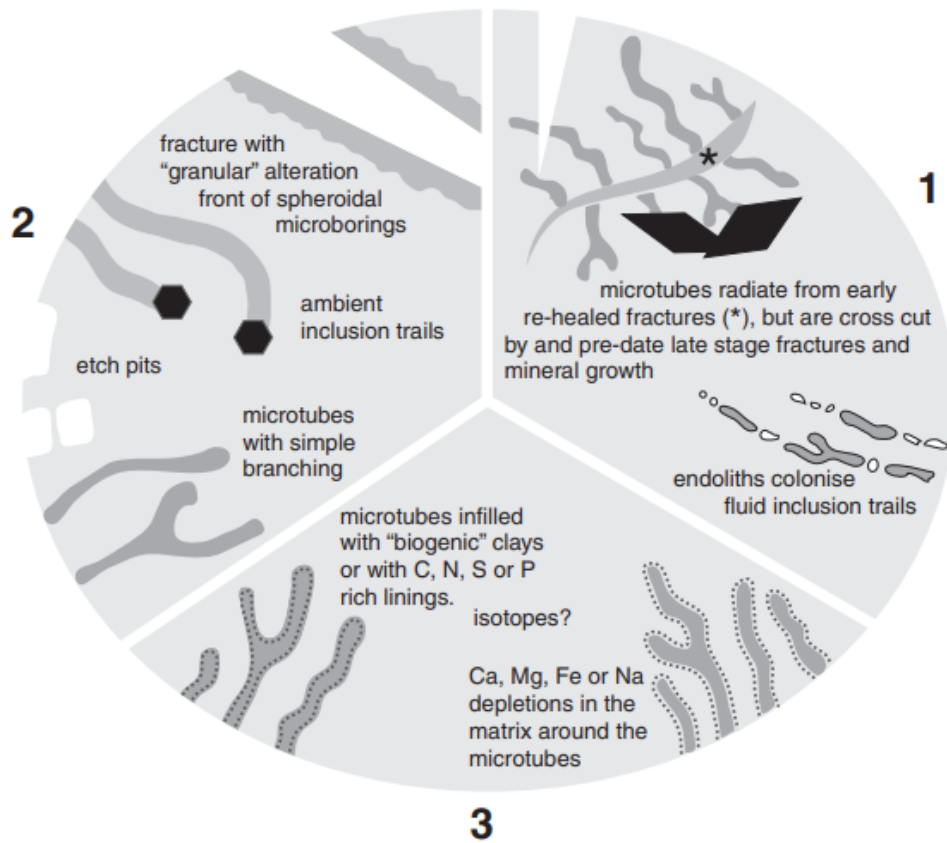 1
microtubes radiate from early
re-healed fractures (*), but are cross cut
by and pre-date late stage fractures and
mineral growth
*
endoliths colonise
fluid inclusion trails
2
fracture with
“granular” alteration
front of spheroidal
microborings
ambient
inclusion trails
etch pits
microtubes
with simple
branching
microtubes infilled
with “biogenic” clays
or with C, N, S or P
rich linings.
isotopes?
Ca, Mg, Fe or Na
depletions in the
matrix around the
microtubes
3